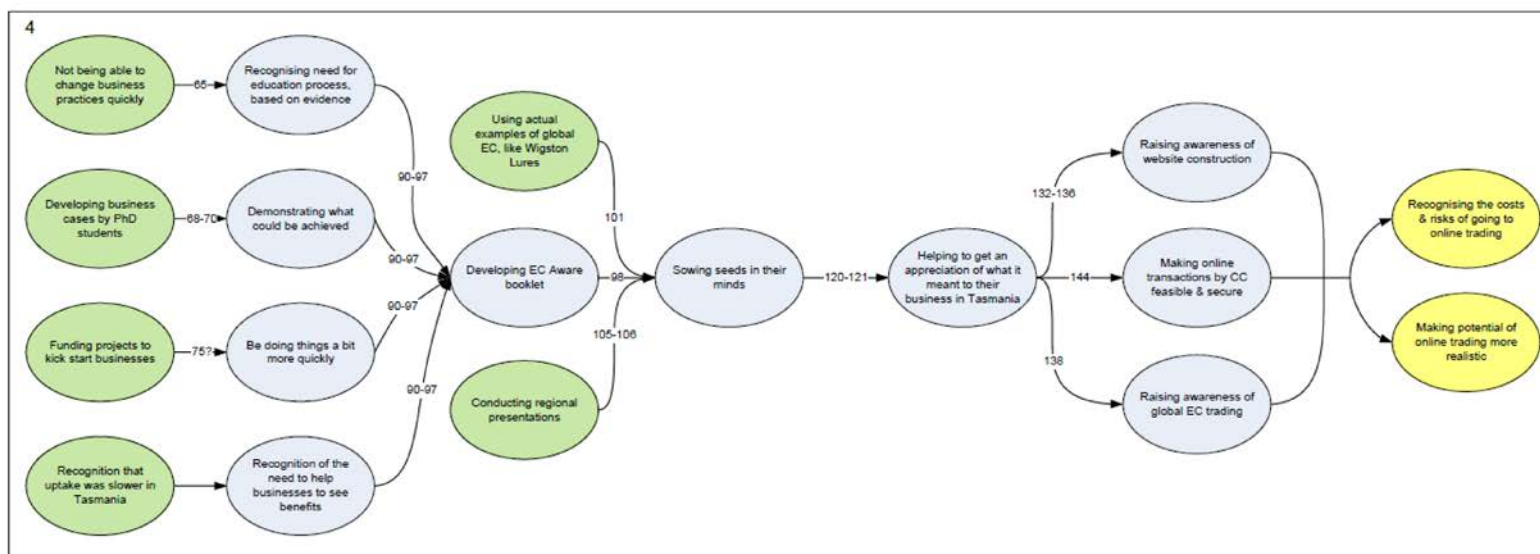 4
Not being able to
change business
practices quickly
65
Recognising need for
education process,
based on evidence
Developing business
cases by PhD
students
68-70
Demonstrating what
could be achieved
Funding projects to
kick start businesses
75?
Be doing things a bit
more quickly
Recognition that
uptake was slower in
Tasmania
Recognition of the
need to help
businesses to see
benefits
90-97
90-97
90-97
90-97
Using actual
examples of global
EC, like Wigston
Lures
Developing EC Aware
booklet
Conducting regional
presentations
101
98
105-106
Sowing seeds in their
minds
120-121
Helping to get an
appreciation of what it
meant to their
business in Tasmania
132-136
144
138
Raising awareness of
website construction
Making online
transactions by CC
feasible & secure
Raising awareness of
global EC trading
Recognising the costs
& risks of going to
online trading
Making potential of
online trading more
realistic